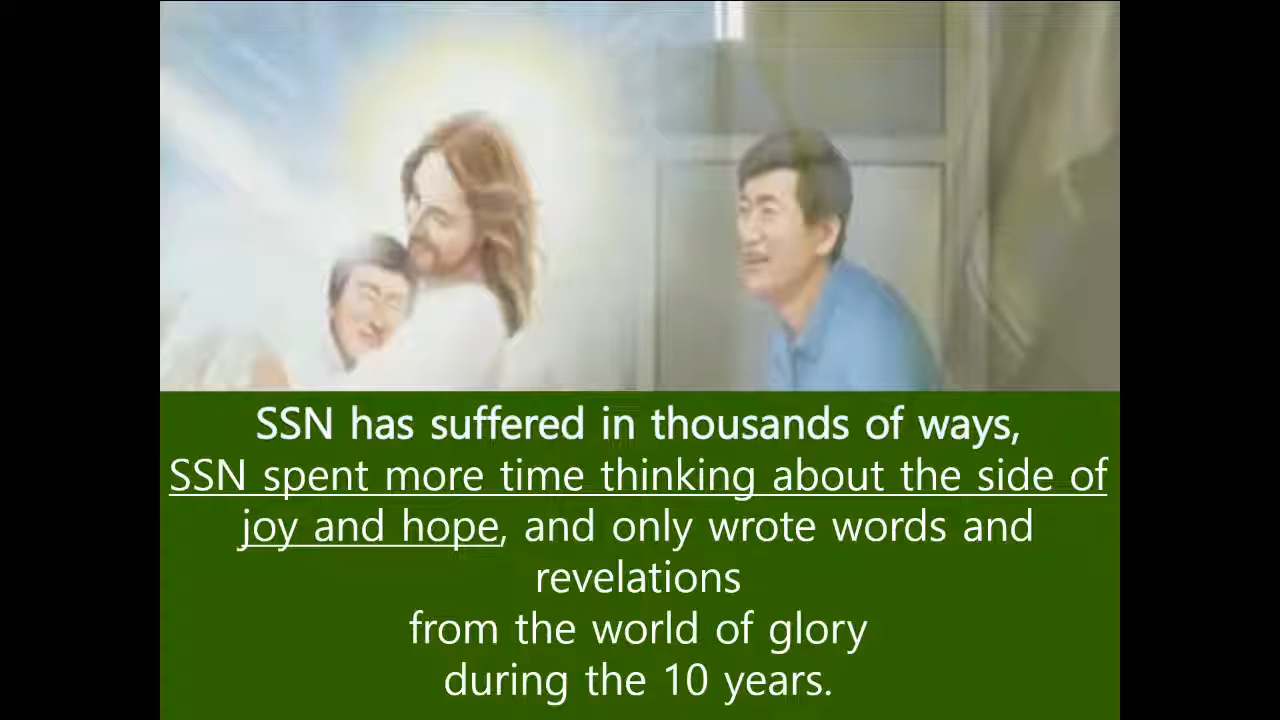 SSN has suffered in thousands of ways,
SSN spent more time thinking about the side of
joy and hope, and only wrote words and
revelations
from the world of glory
during the 10 years.